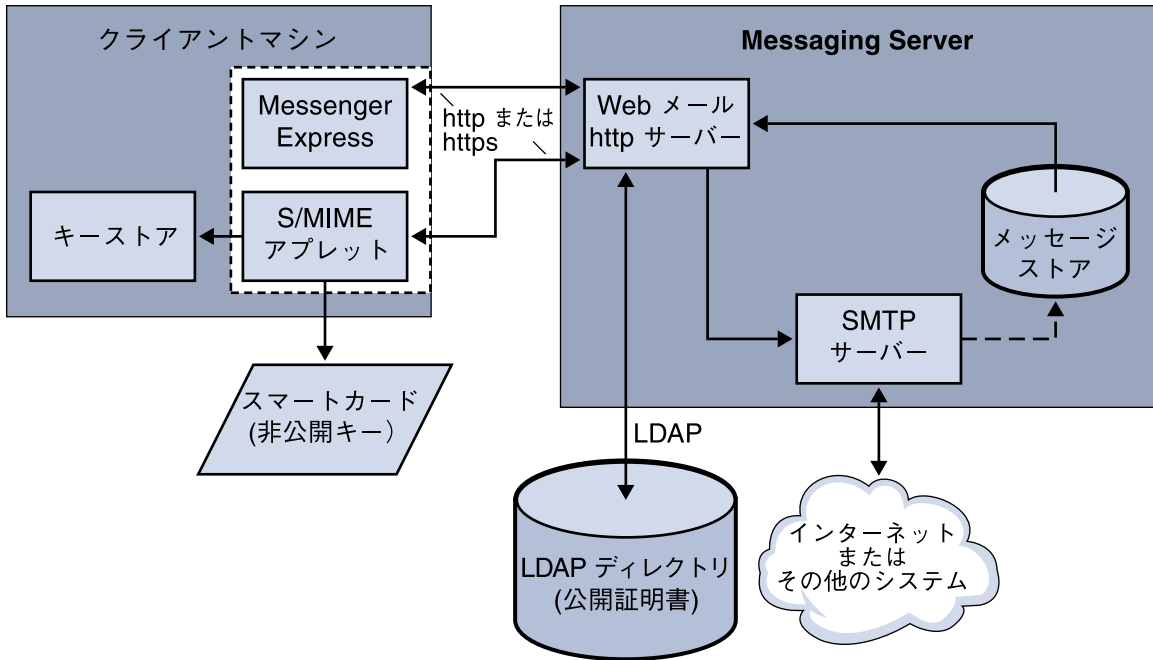 クライアントマシン
Messenger
Express
キーストア
S/MIME
アプレット
スマートカード
(非公開キー)
http または
https
Messaging Server
Web メール
http サーバー
メッセージ
ストア
SMTP
サーバー
LDAP
LDAP ディレクトリ
(公開証明書)
インターネット
または
その他のシステム